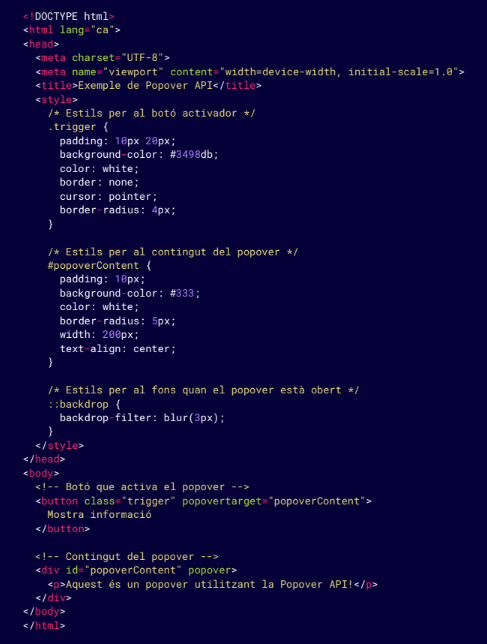 <!DOCTYPE html>
<html lang="ca">
<head>
  <meta charset="UTF-8">
  <meta name="viewport" content="width=device-width, initial-scale=1.0">
  <title>Exemple de Popover API</title>
  <style>
    /* Estils per al botó activador */
    .trigger {
      padding: 10px 20px;
      background-color: #3498db;
      color: white;
      border: none;
      cursor: pointer;
      border-radius: 4px;
    }

    /* Estils per al contingut del popover */
    #popoverContent {
      padding: 10px;
      background-color: #333;
      color: white;
      border-radius: 5px;
      width: 200px;
      text-align: center;
    }

    /* Estils per al fons quan el popover està obert */
    ::backdrop {
      backdrop-filter: blur(3px);
    }
  </style>
</head>
<body>
  <!-- Botó que activa el popover -->
  <button class="trigger" popovertarget="popoverContent">
    Mostra informació
  </button>

  <!-- Contingut del popover -->
  <div id="popoverContent" popover>
    <p>Aquest és un popover utilitzant la Popover API!</p>
  </div>
</body>
</html>